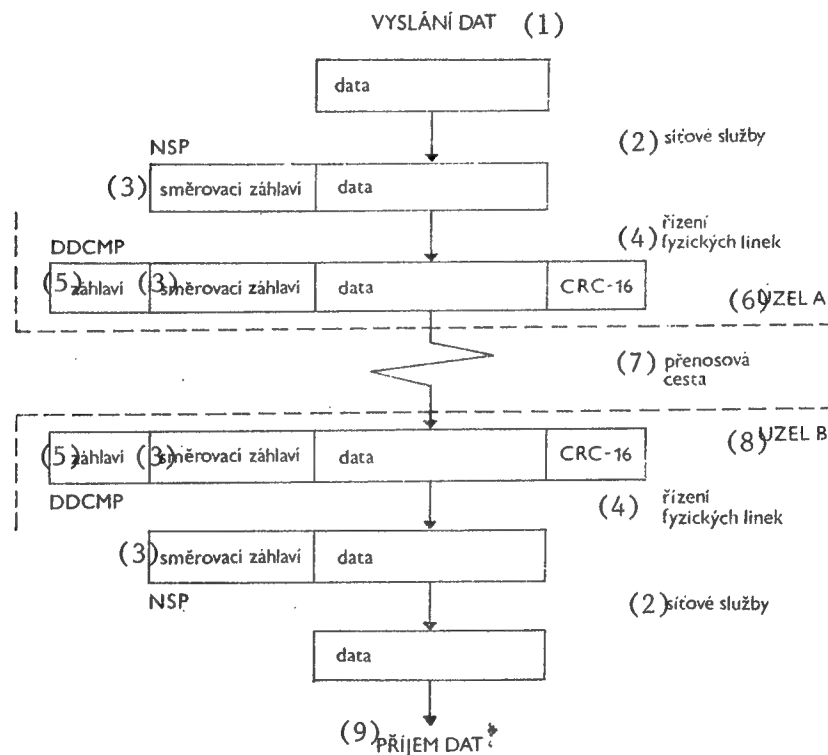 VYSLÁNÍ DAT (1)
data
NSP
(2) síťové služby
(3) směrovací záhlaví data
(4) řízení
fyzických linek
DDCMP
(5) záhlaví (3) směrovací záhlaví data CRC-16
(6) UZEL A
(7) přenosová
cesta
(8) UZEL B
(5) záhlaví (3) směrovací záhlaví data CRC-16
DDCMP
(4) řízení
fyzických linek
(3) směrovací záhlaví data
NSP
(2) síťové služby
data
(9) PŘÍJEM DAT